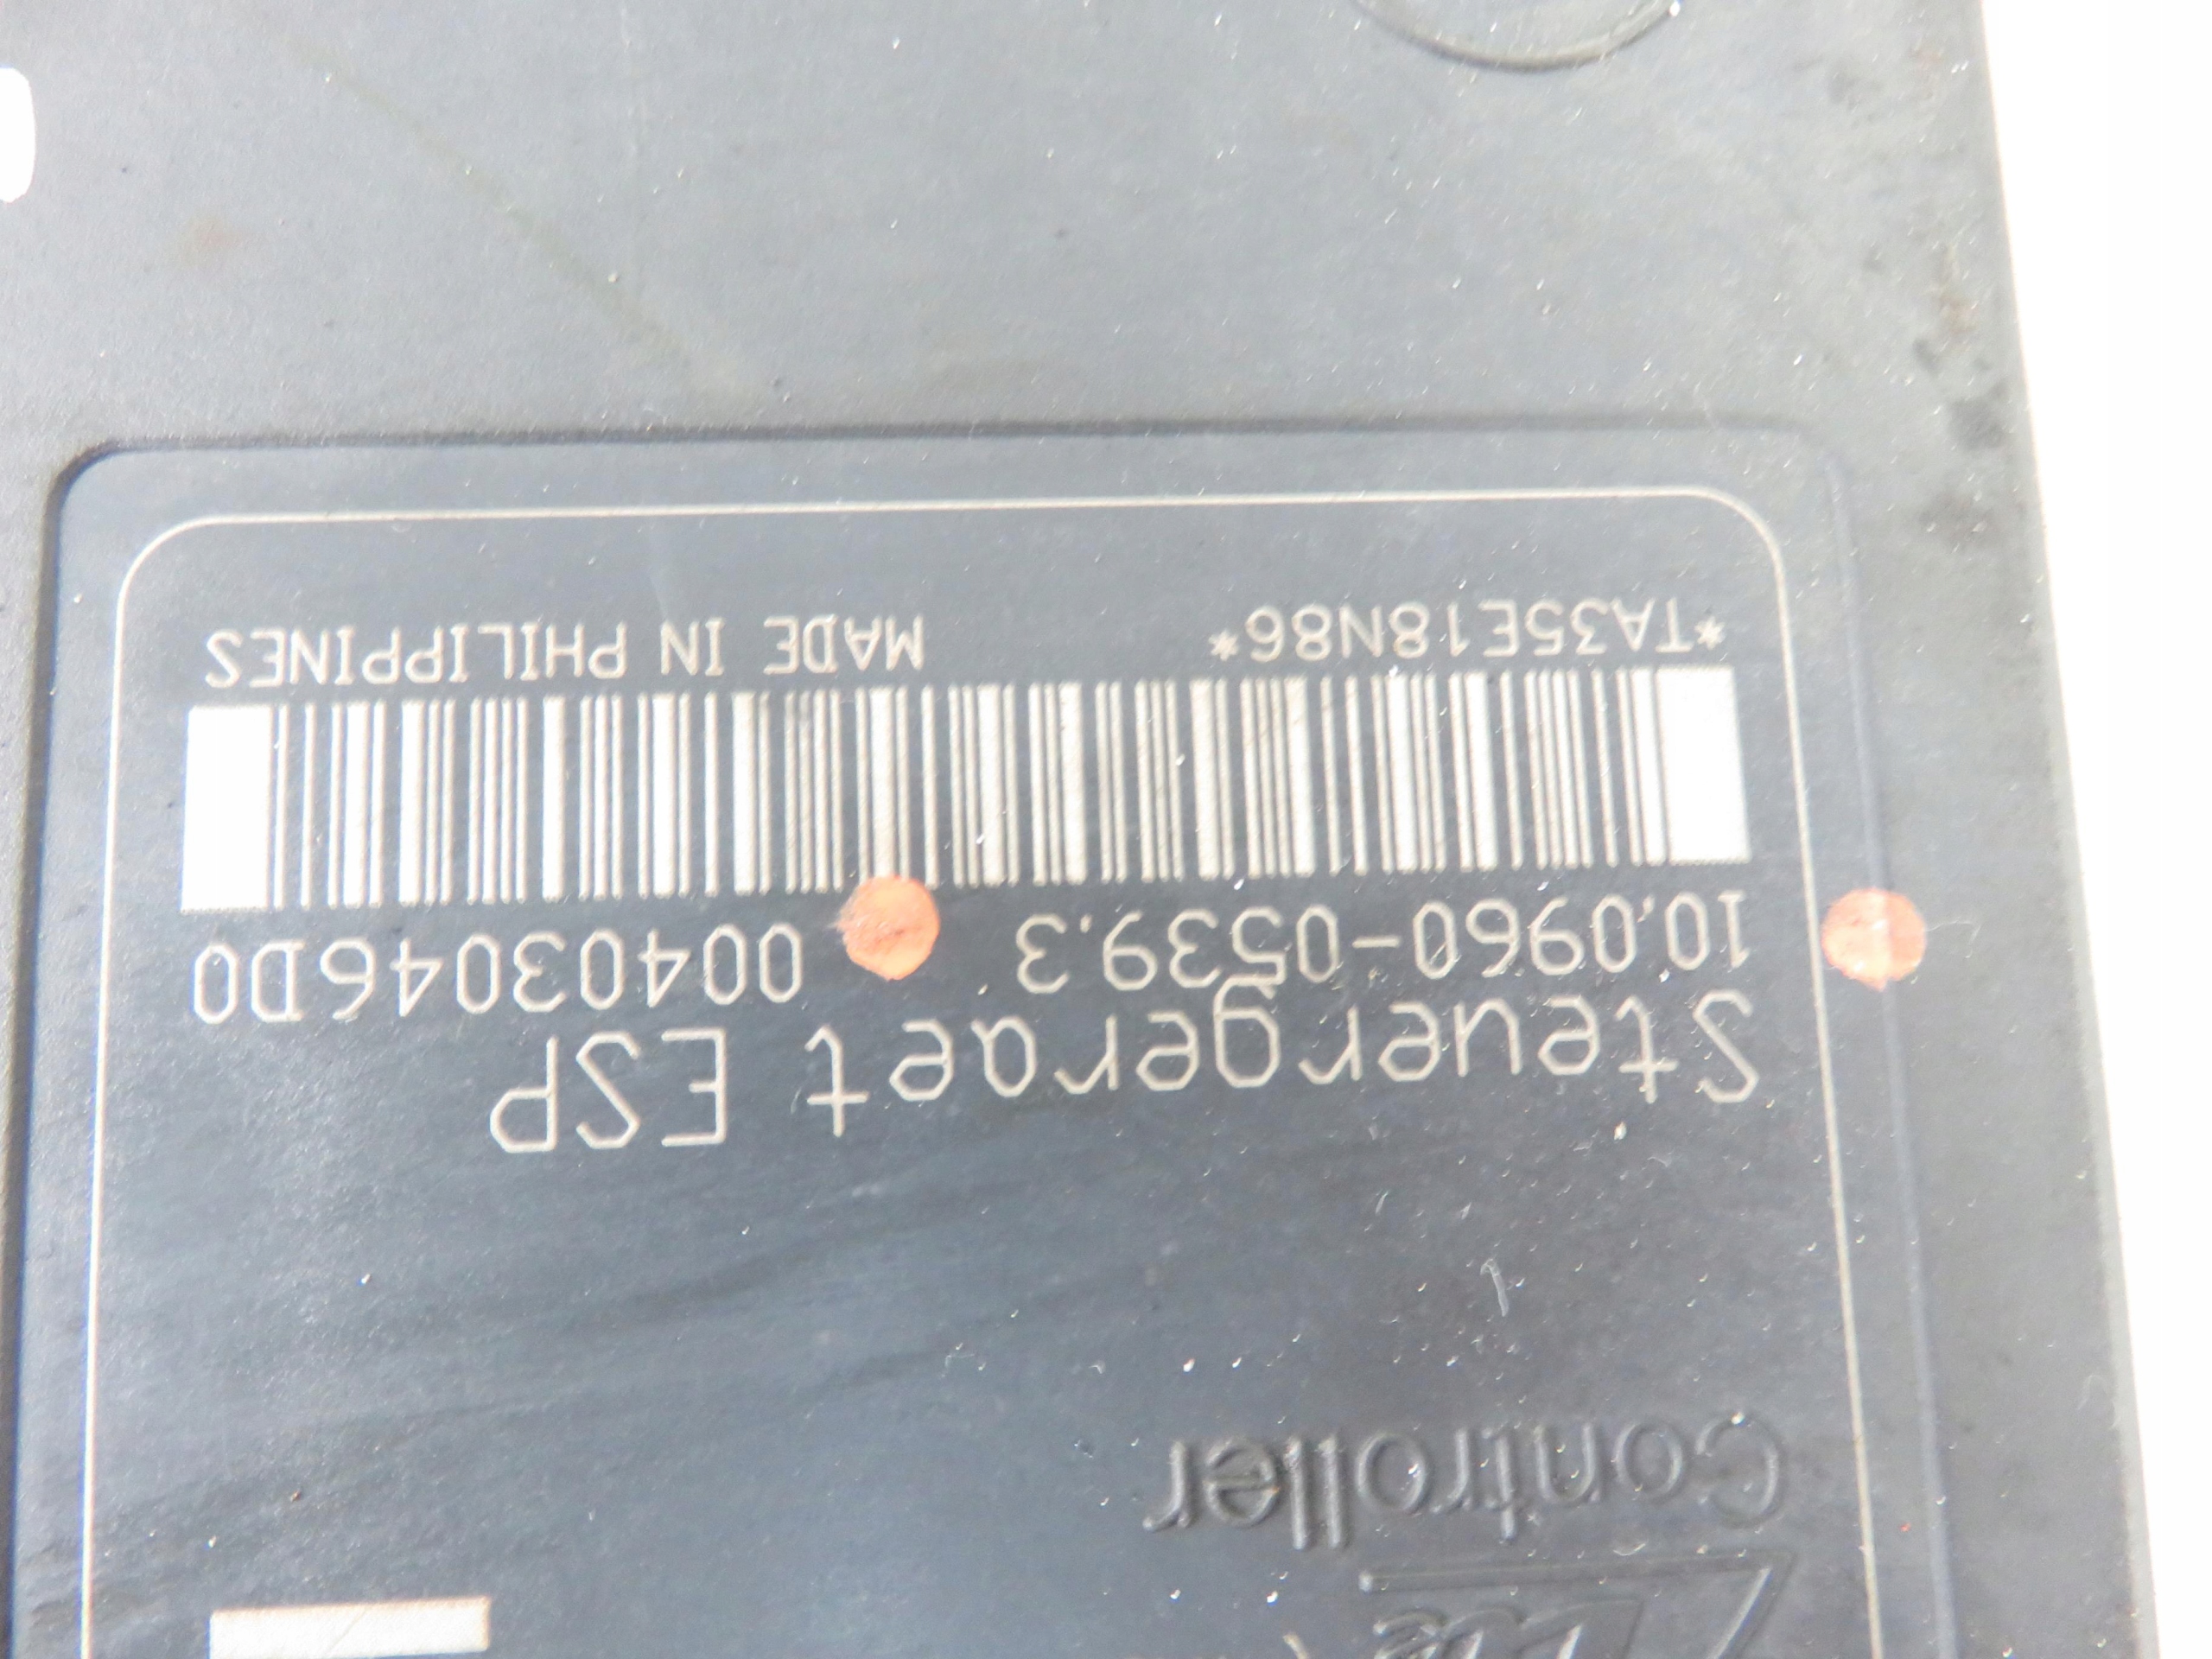 Controller
Steuergeraet ESP
10.0960-0539.3 00403046D0
*TA35E18N86* MADE IN PHILIPPINES